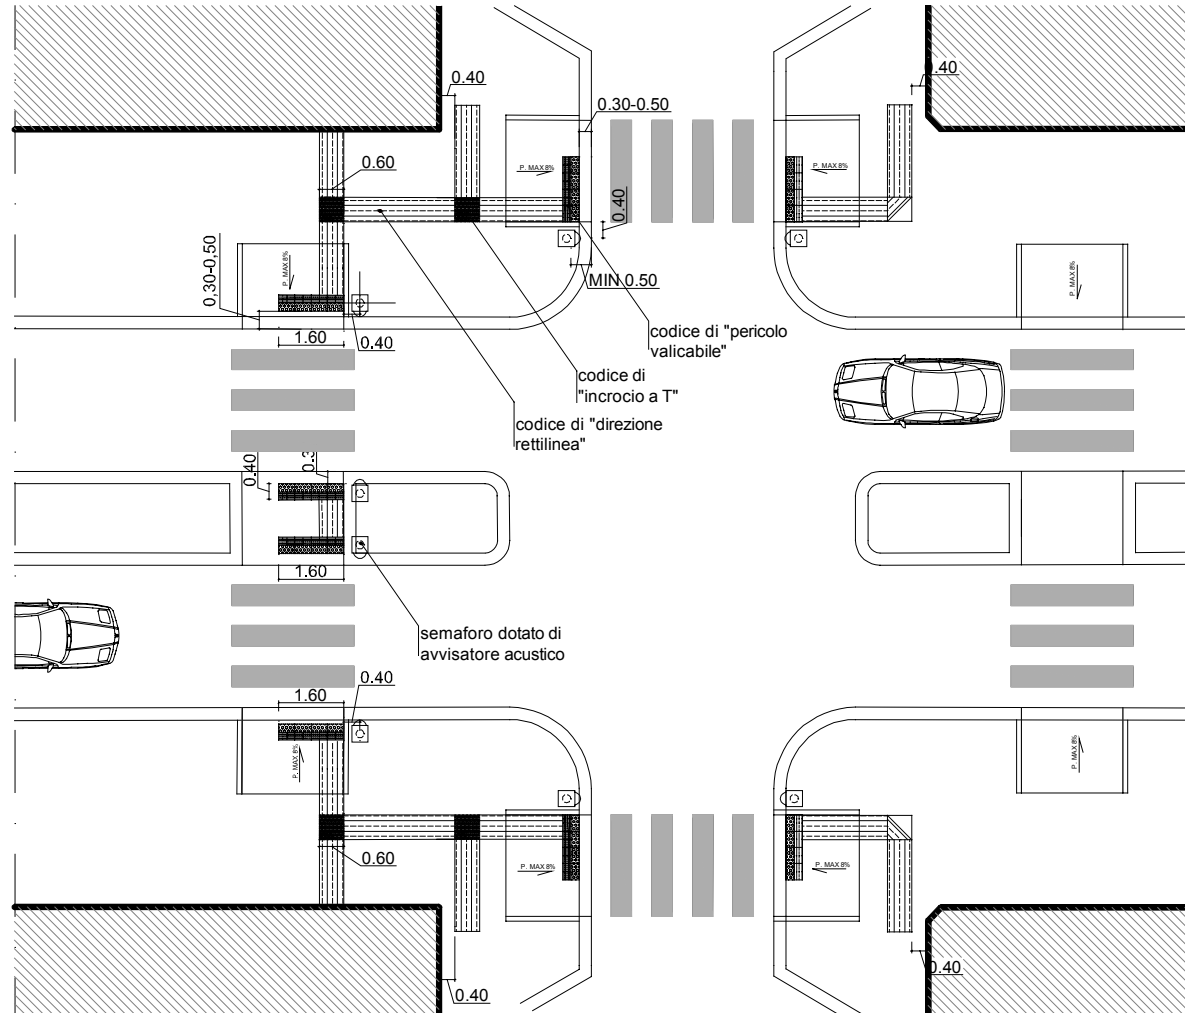 0.40
0.40
0.30-0.50
0.60
P. MAX 8%
P. MAX 8%
0.40
P. MAX 8%
P. MAX 8%
0,30-0,50
MIN 0.50
1.60
0.40
codice di "pericolo
valicabile"
codice di
"incrocio a T"
codice di "direzione
rettilinea"
0.40
0.3
1.60
semaforo dotato di
avvisatore acustico
0.40
1.60
P. MAX 8%
P. MAX 8%
0.60
P. MAX 8%
P. MAX 8%
0.40
0.40